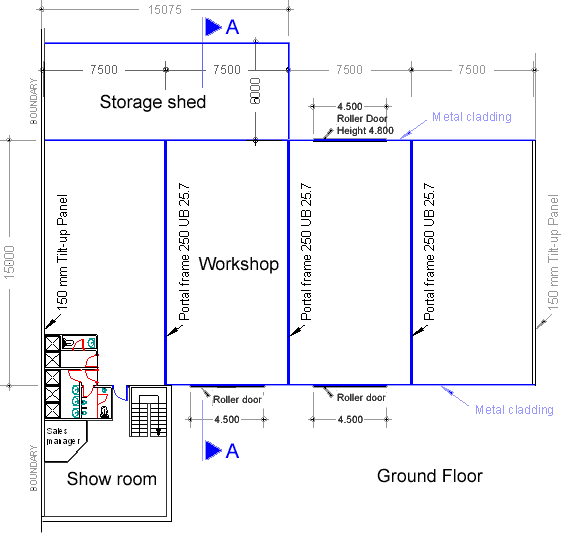 15075
A
7500
7500
7500
7500
BOUNDARY
Storage shed
6000
4.500
Roller Door
Height 4.800
Metal cladding
15000
150 mm Tilt-up Panel
Portal frame 250 UB 25.7
Workshop
Portal frame 250 UB 25.7
Portal frame 250 UB 25.7
150 mm Tilt-up Panel
Roller door
4.500
Roller door
4.500
Metal cladding
Sales
manager
A
BOUNDARY
Show room
Ground Floor